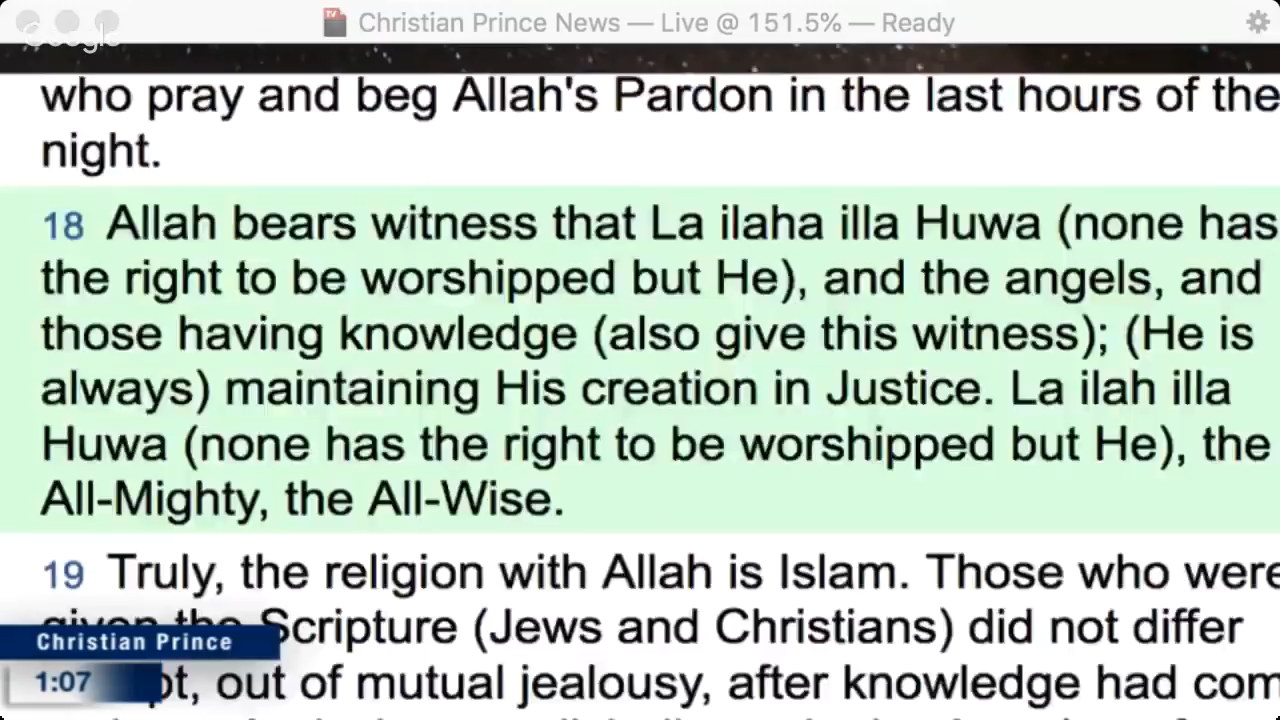 Christian Prince News — Live @ 151.5% — Ready
Google
who pray and beg Allah's Pardon in the last hours of the
night.
18 Allah bears witness that La ilaha illa Huwa (none has
the right to be worshipped but He), and the angels, and
those having knowledge (also give this witness); (He is
always) maintaining His creation in Justice. La ilah illa
Huwa (none has the right to be worshipped but He), the
All-Mighty, the All-Wise.
19 Truly, the religion with Allah is Islam. Those who were
given the Scripture (Jews and Christians) did not differ
pt, out of mutual jealousy, after knowledge had com
Christian Prince
1:07